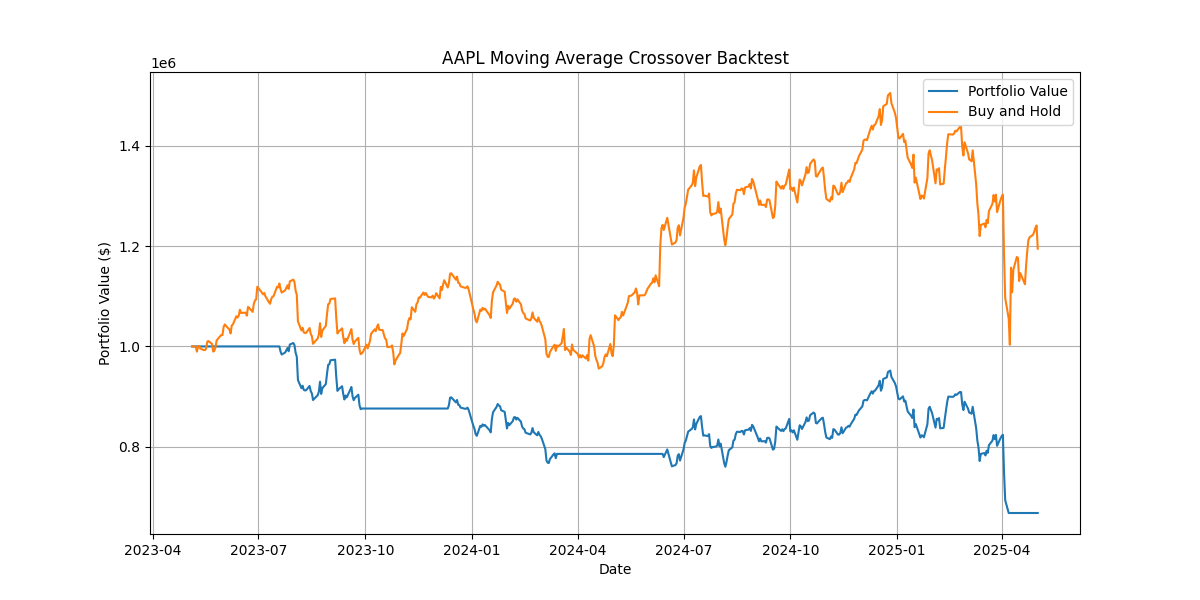 AAPL Moving Average Crossover Backtest
1e6
Portfolio Value
Buy and Hold
1.4
1.2
1.0
0.8
Portfolio Value ($)
2023-04 2023-07 2023-10 2024-01 2024-04 2024-07 2024-10 2025-01 2025-04
Date